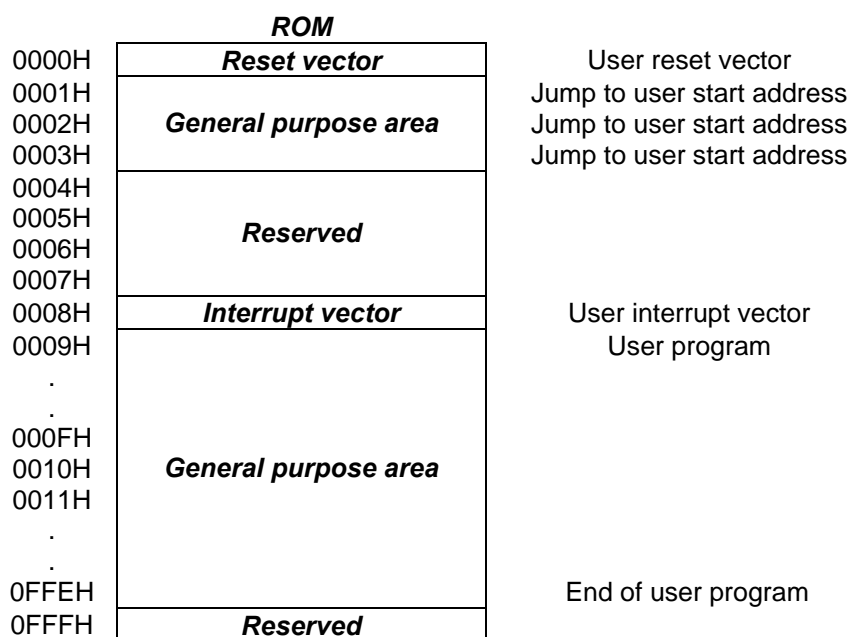 ROM
0000H Reset vector User reset vector
0001H Jump to user start address
0002H General purpose area Jump to user start address
0003H Jump to user start address
0004H
0005H
Reserved
0006H
0007H
0008H Interrupt vector User interrupt vector
0009H User program
.
.
000FH
0010H General purpose area
0011H
.
.
0FFEH End of user program
0FFFH Reserved